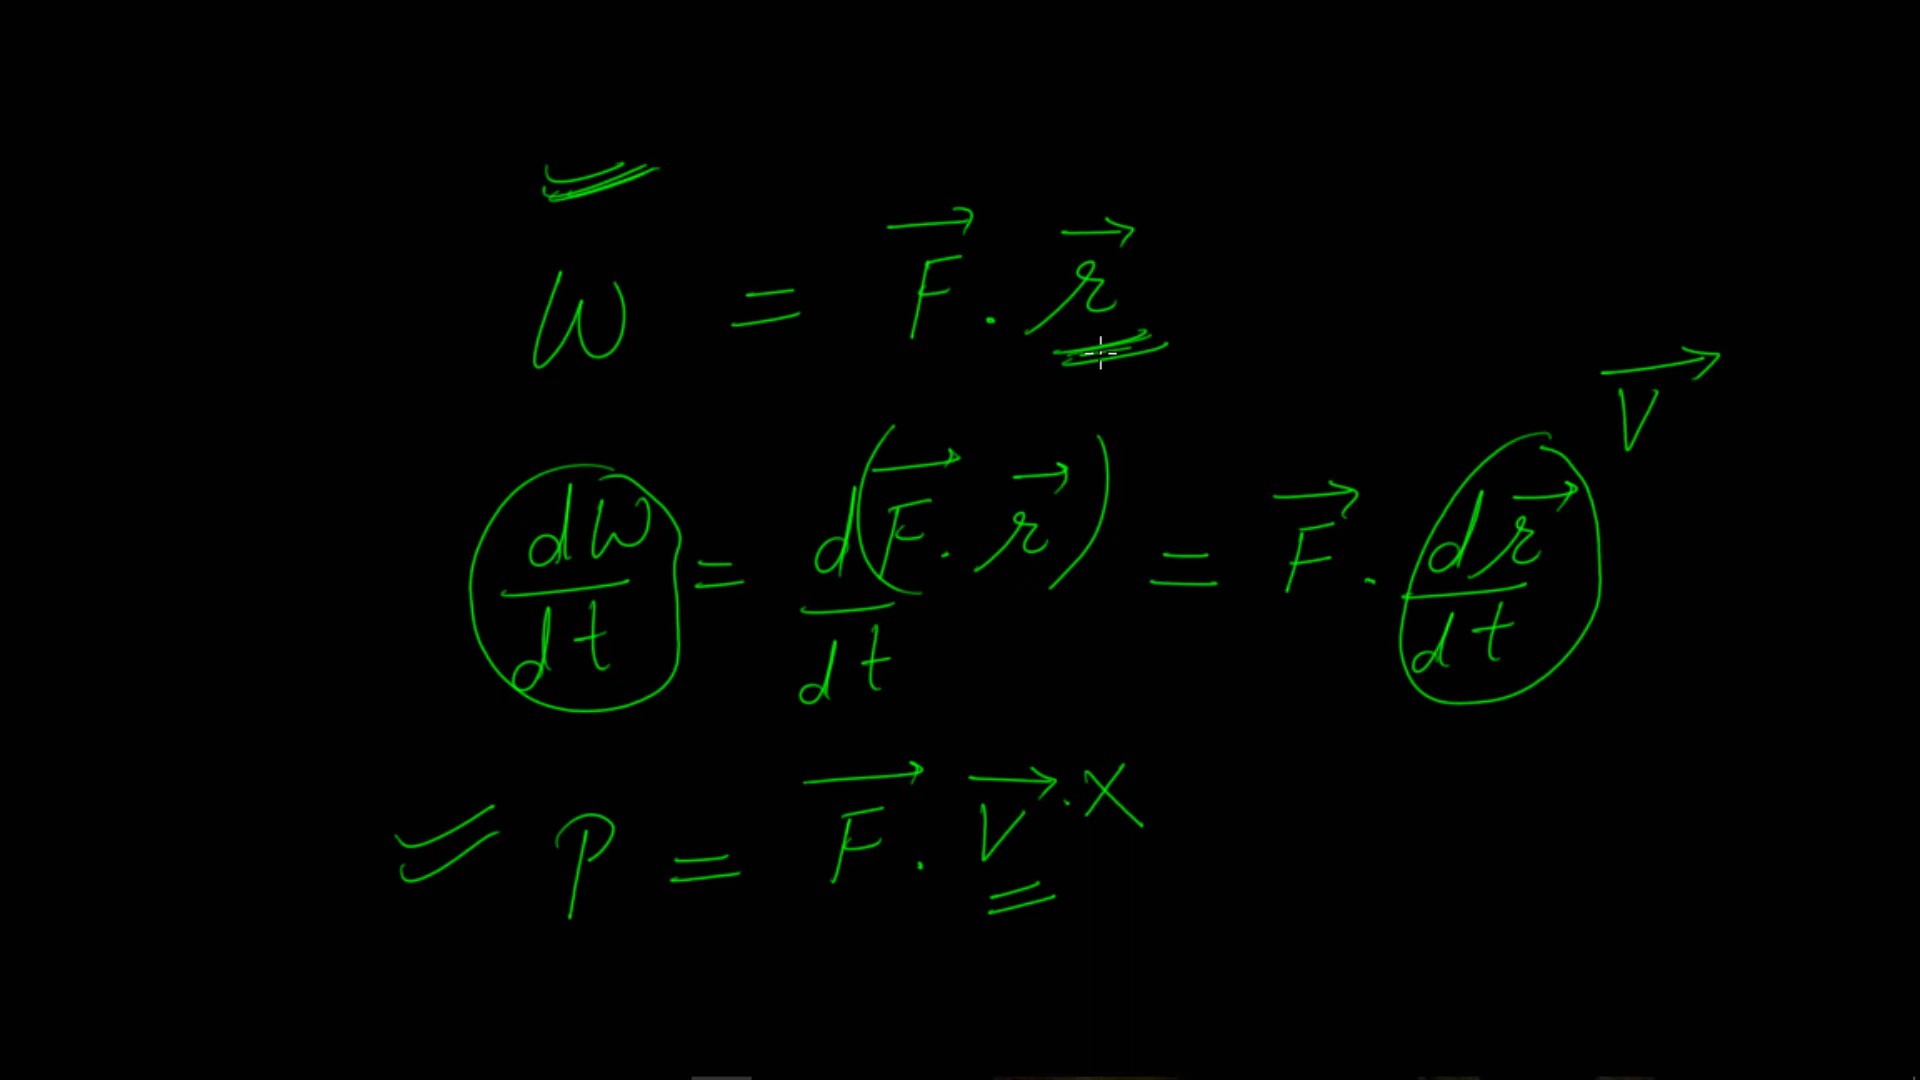 W = F⃗ . r⃗
V⃗
dW/dt = d(F⃗ . r⃗)/dt = F⃗ . dr⃗/dt
P = F⃗ . V⃗ . X